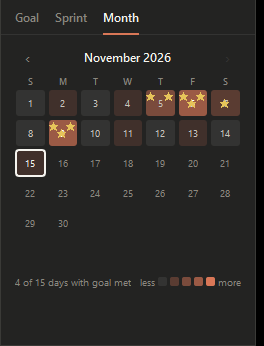 Goal Sprint Month
‹ November 2026 ›
S M T W T F S
1 2 3 4 5 6 7
8 9 10 11 12 13 14
15 16 17 18 19 20 21
22 23 24 25 26 27 28
29 30
4 of 15 days with goal met less more